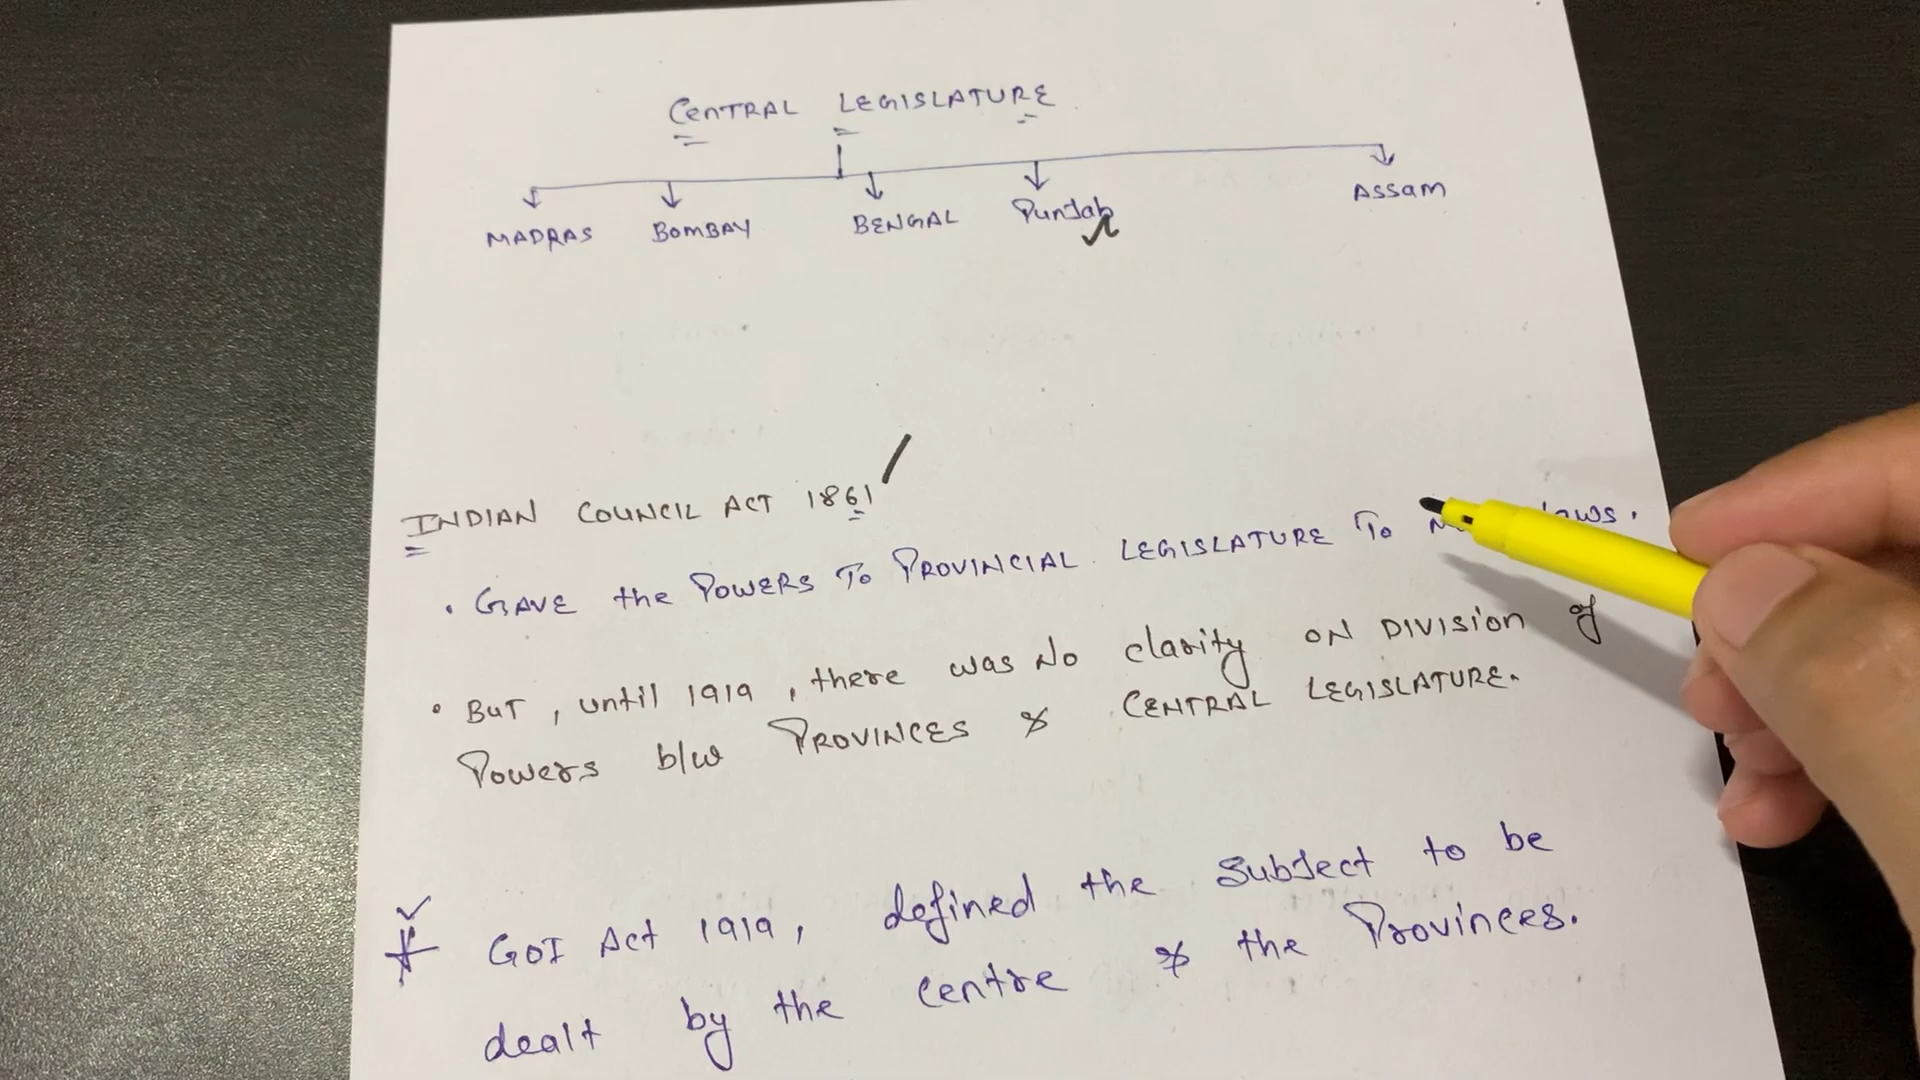 CENTRAL LEGISLATURE
MADRAS BOMBAY BENGAL PunJab ASSAM
INDIAN COUNCIL ACT 1861
• GAVE the POWERS To PROVINCIAL LEGISLATURE To laws.
• BUT, until 1919, there was No clarity ON DIVISION of
Powers b/w PROVINCES & CENTRAL LEGISLATURE.
GOI Act 1919, defined the SubJect to be
dealt by the centre & the Provinces.